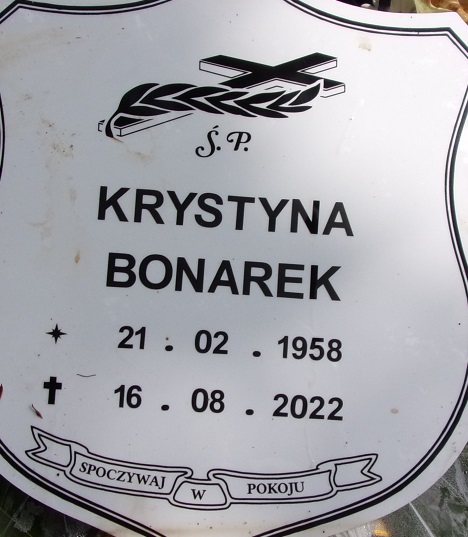 Ś.P.
KRYSTYNA
BONAREK
21 . 02 . 1958
16 . 08 . 2022
SPOCZYWAJ W POKOJU